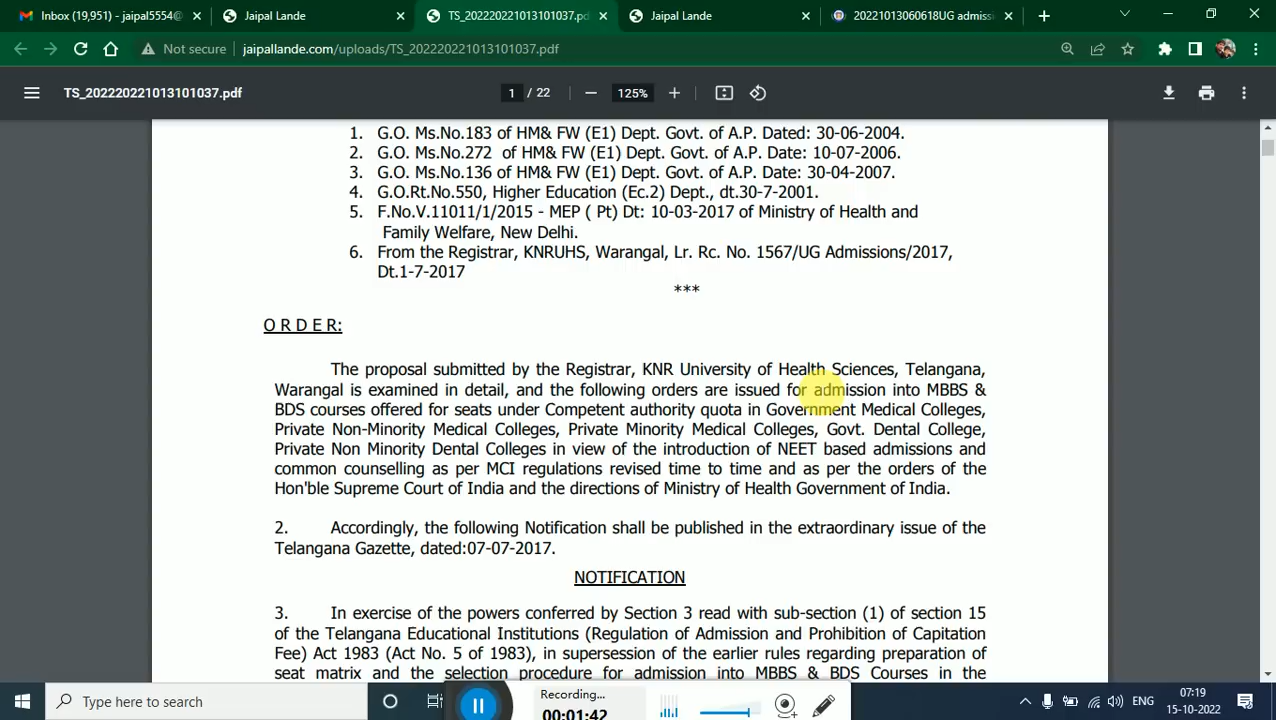 Inbox (19,951) - jaipal5554@
Jaipal Lande
TS_20220221013101037.pd
Jaipal Lande
20221013060618UG admiss
Not secure jaipallande.com/uploads/TS_20220221013101037.pdf
TS_20220221013101037.pdf
1 / 22
125%
1. G.O. Ms.No.183 of HM& FW (E1) Dept. Govt. of A.P. Dated: 30-06-2004.
2. G.O. Ms.No.272 of HM& FW (E1) Dept. Govt. of A.P. Date: 10-07-2006.
3. G.O. Ms.No.136 of HM& FW (E1) Dept. Govt. of A.P. Date: 30-04-2007.
4. G.O.Rt.No.550, Higher Education (Ec.2) Dept., dt.30-7-2001.
5. F.No.V.11011/1/2015 - MEP ( Pt) Dt: 10-03-2017 of Ministry of Health and
Family Welfare, New Delhi.
6. From the Registrar, KNRUHS, Warangal, Lr. Rc. No. 1567/UG Admissions/2017,
Dt.1-7-2017
***
O R D E R:
The proposal submitted by the Registrar, KNR University of Health Sciences, Telangana,
Warangal is examined in detail, and the following orders are issued for admission into MBBS &
BDS courses offered for seats under Competent authority quota in Government Medical Colleges,
Private Non-Minority Medical Colleges, Private Minority Medical Colleges, Govt. Dental College,
Private Non Minority Dental Colleges in view of the introduction of NEET based admissions and
common counselling as per MCI regulations revised time to time and as per the orders of the
Hon'ble Supreme Court of India and the directions of Ministry of Health Government of India.
2. Accordingly, the following Notification shall be published in the extraordinary issue of the
Telangana Gazette, dated:07-07-2017.
NOTIFICATION
3. In exercise of the powers conferred by Section 3 read with sub-section (1) of section 15
of the Telangana Educational Institutions (Regulation of Admission and Prohibition of Capitation
Fee) Act 1983 (Act No. 5 of 1983), in supersession of the earlier rules regarding preparation of
seat matrix and the selection procedure for admission into MBBS & BDS Courses in the
Type here to search
Recording...
00:01:42
ENG
07:19
15-10-2022